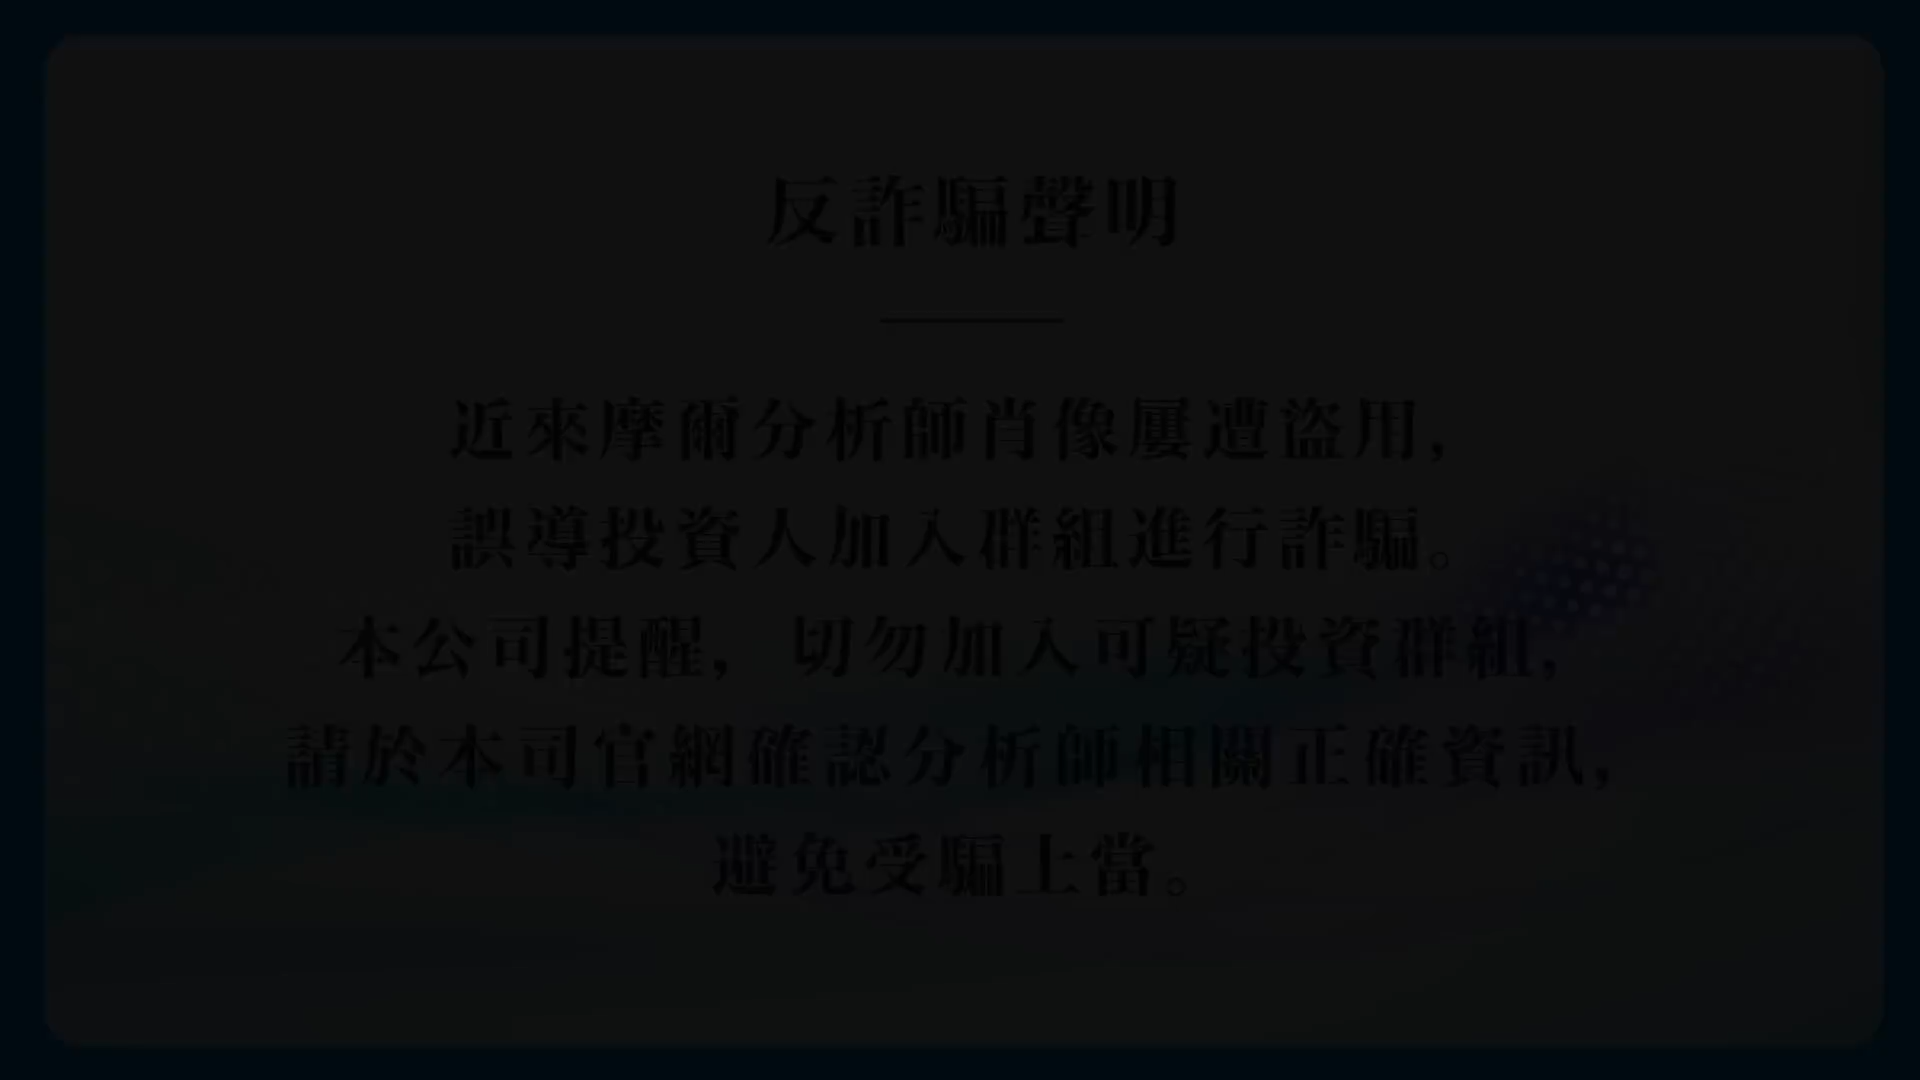 反詐騙聲明
近來摩爾分析師肖像屢遭盜用，
誤導投資人加入群組進行詐騙。
本公司提醒，切勿加入可疑投資群組，
請於本司官網確認分析師相關正確資訊，
避免受騙上當。